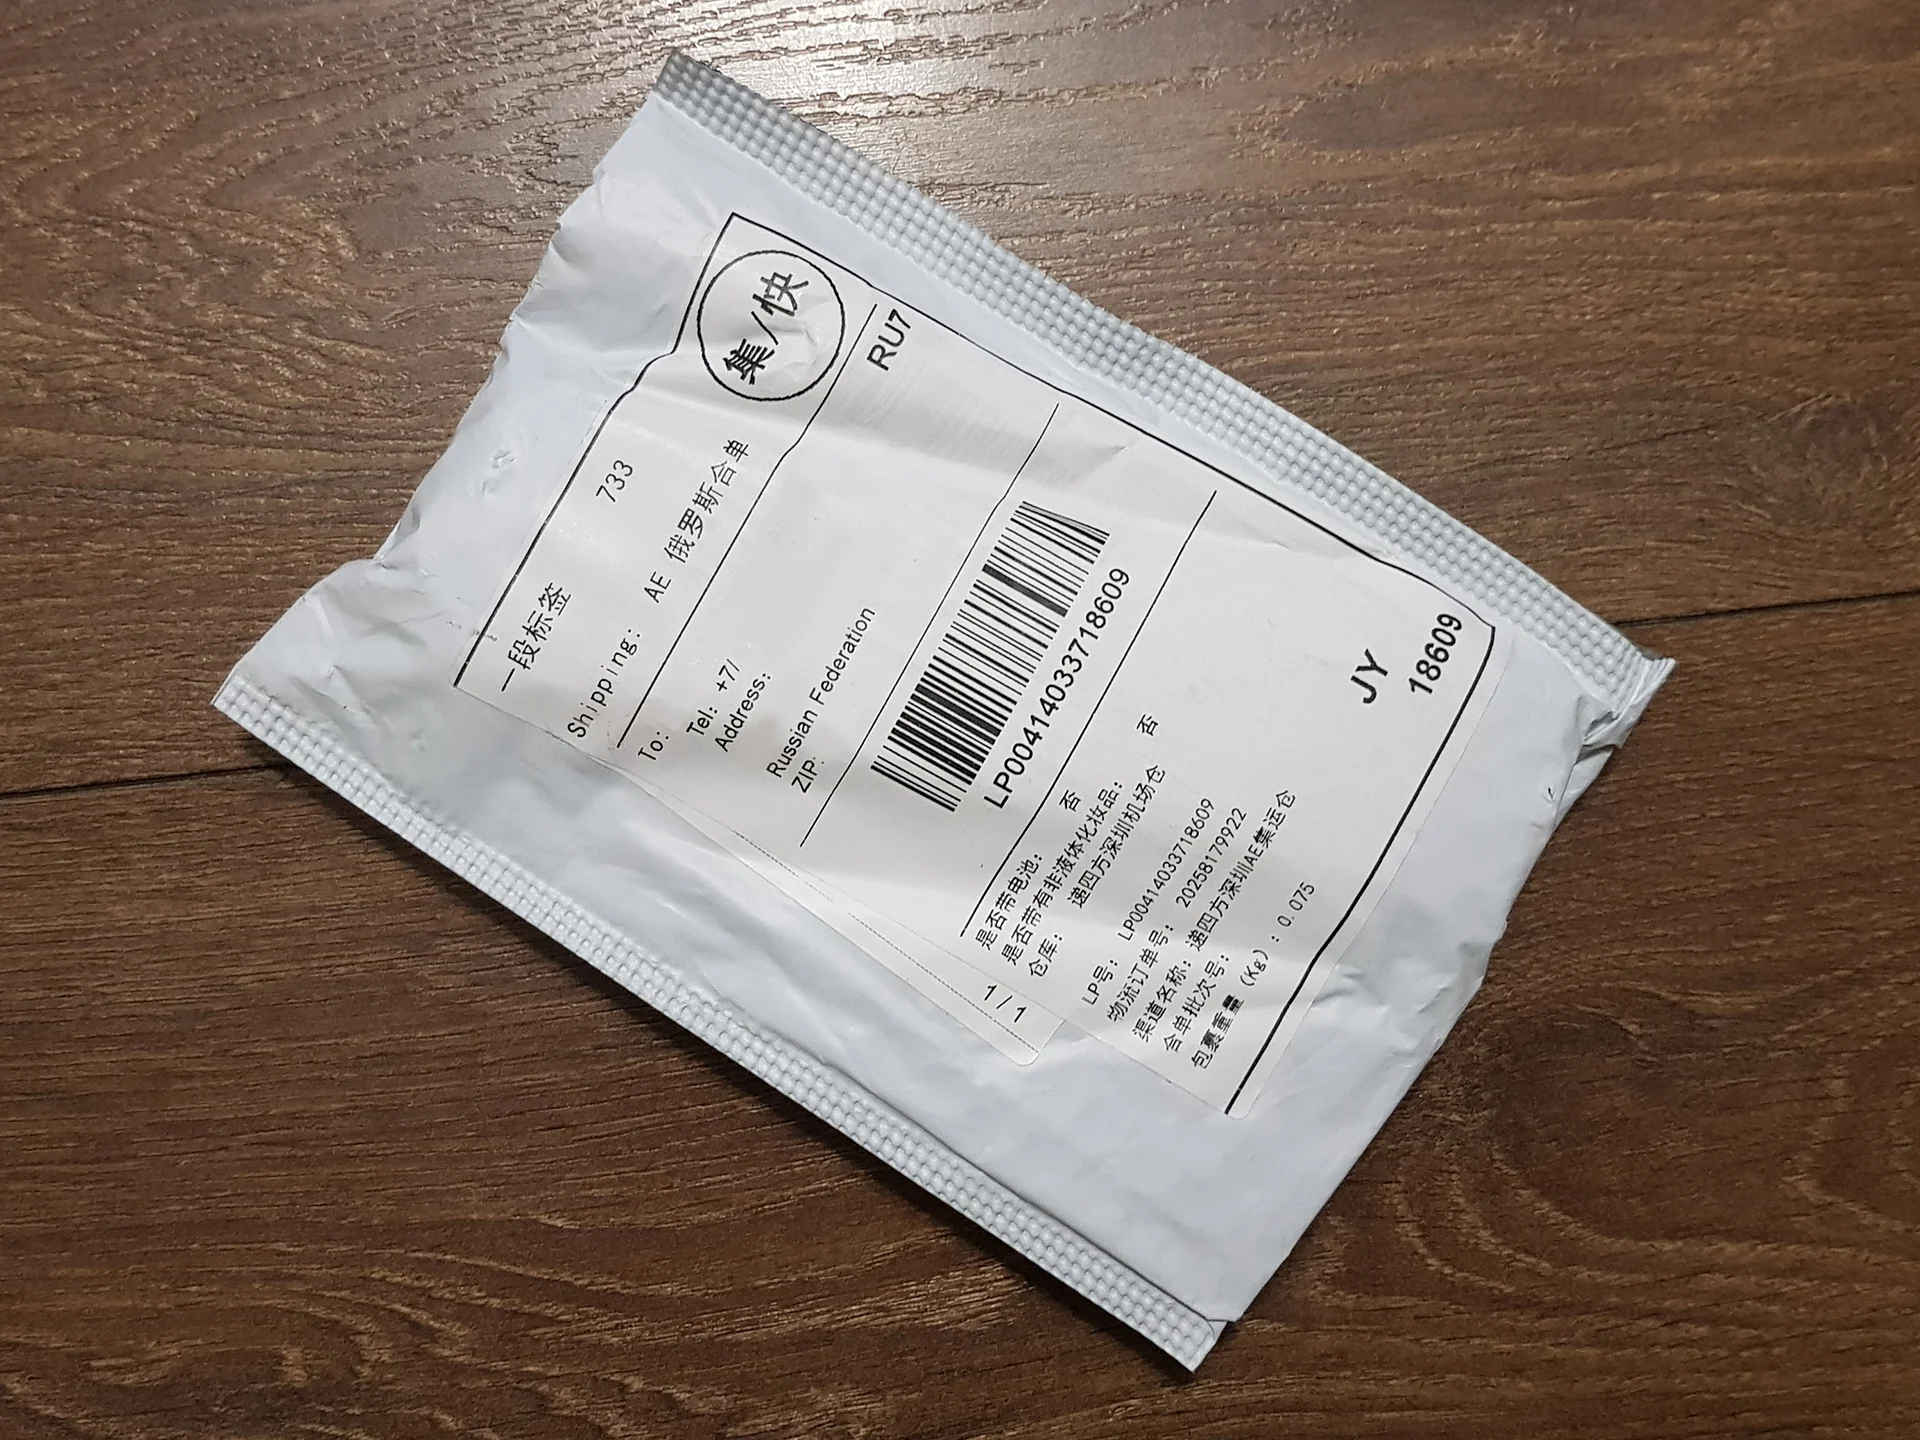 一段标签 733
集/快
Shipping: AE 俄罗斯合单
To: RU7
Tel: +7/
Address:
Russian Federation
ZIP:
LP00414033718609
是否带电池: 否
是否带有非液体化妆品: 否
仓库: 递四方深圳机场仓
LP号: LP00414033718609
物流订单号: 20258179922
渠道名称: 递四方深圳AE集运仓
合单批次号:
包裹重量 (Kg) : 0.075
JY
18609
1/1